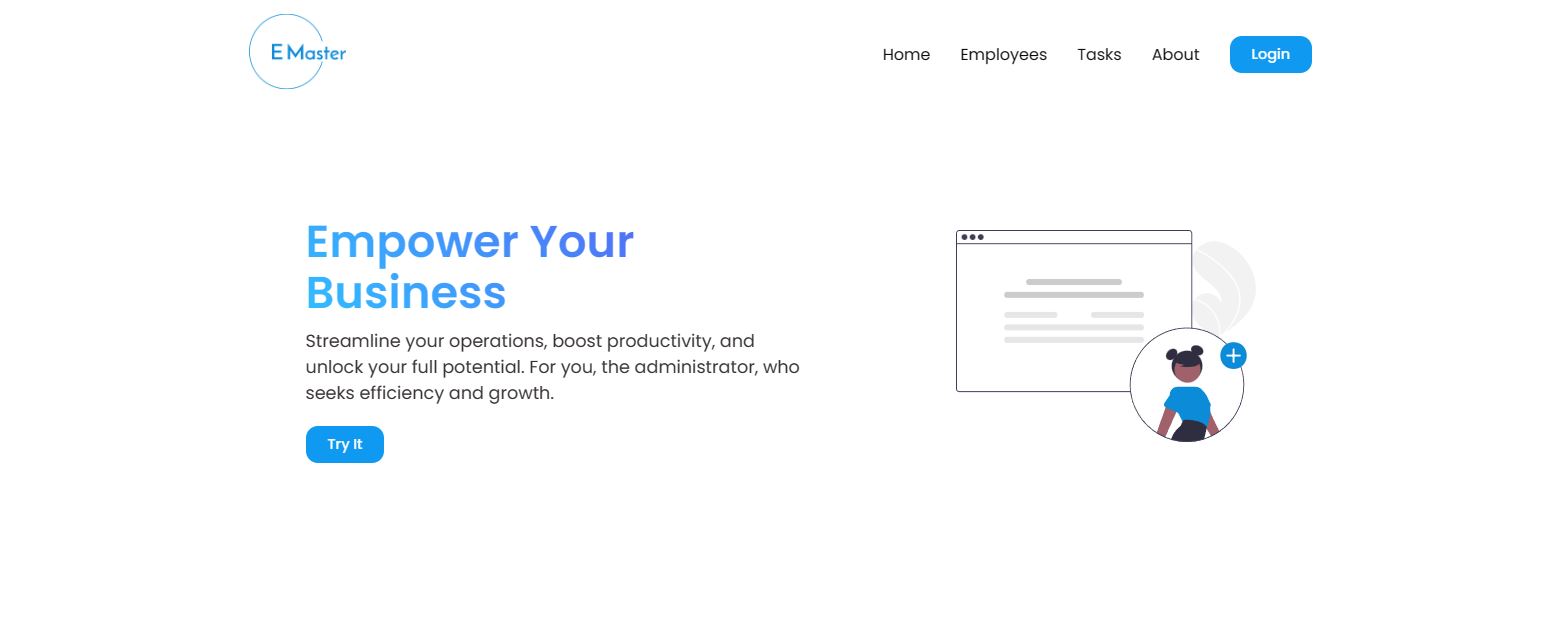 E Master
Home Employees Tasks About Login
Empower Your
Business
Streamline your operations, boost productivity, and
unlock your full potential. For you, the administrator, who
seeks efficiency and growth.
Try It